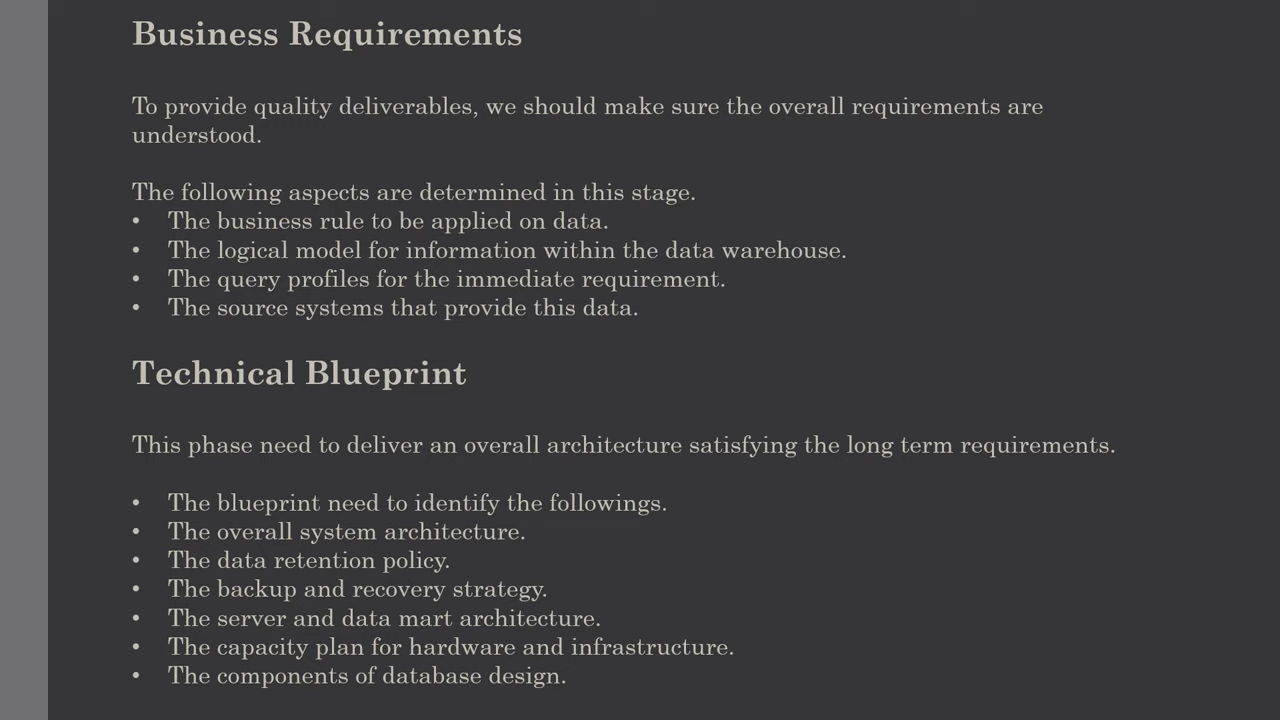 Business Requirements
To provide quality deliverables, we should make sure the overall requirements are
understood.
The following aspects are determined in this stage.
• The business rule to be applied on data.
• The logical model for information within the data warehouse.
• The query profiles for the immediate requirement.
• The source systems that provide this data.
Technical Blueprint
This phase need to deliver an overall architecture satisfying the long term requirements.
• The blueprint need to identify the followings.
• The overall system architecture.
• The data retention policy.
• The backup and recovery strategy.
• The server and data mart architecture.
• The capacity plan for hardware and infrastructure.
• The components of database design.